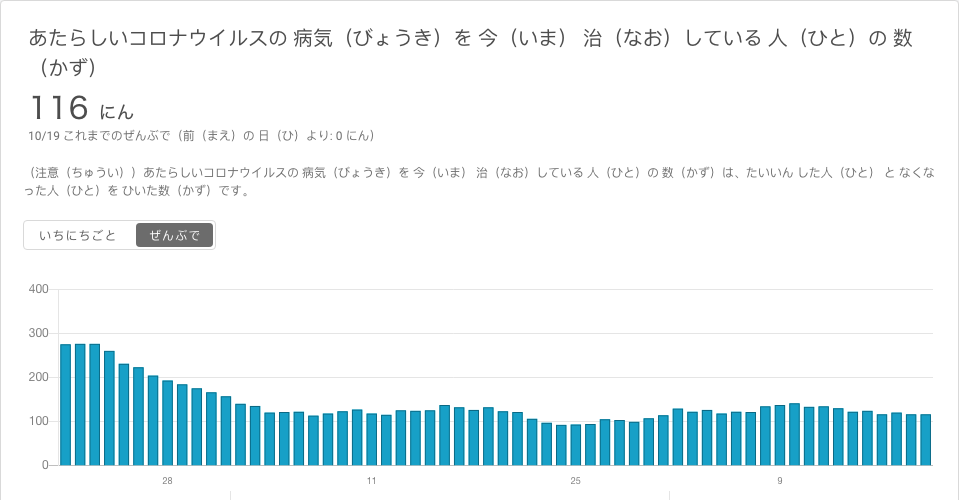 あたらしいコロナウイルスの 病気（びょうき）を 今（いま） 治（なお）している 人（ひと）の 数
（かず）
116 にん
10/19 これまでのぜんぶで（前（まえ）の 日（ひ）より: 0 にん）
（注意（ちゅうい））あたらしいコロナウイルスの 病気（びょうき）を 今（いま） 治（なお）している 人（ひと）の 数（かず）は、たいいん した人（ひと） と なくな
った人（ひと）を ひいた数（かず）です。
いちにちごと ぜんぶで
400
300
200
100
0
28 11 25 9